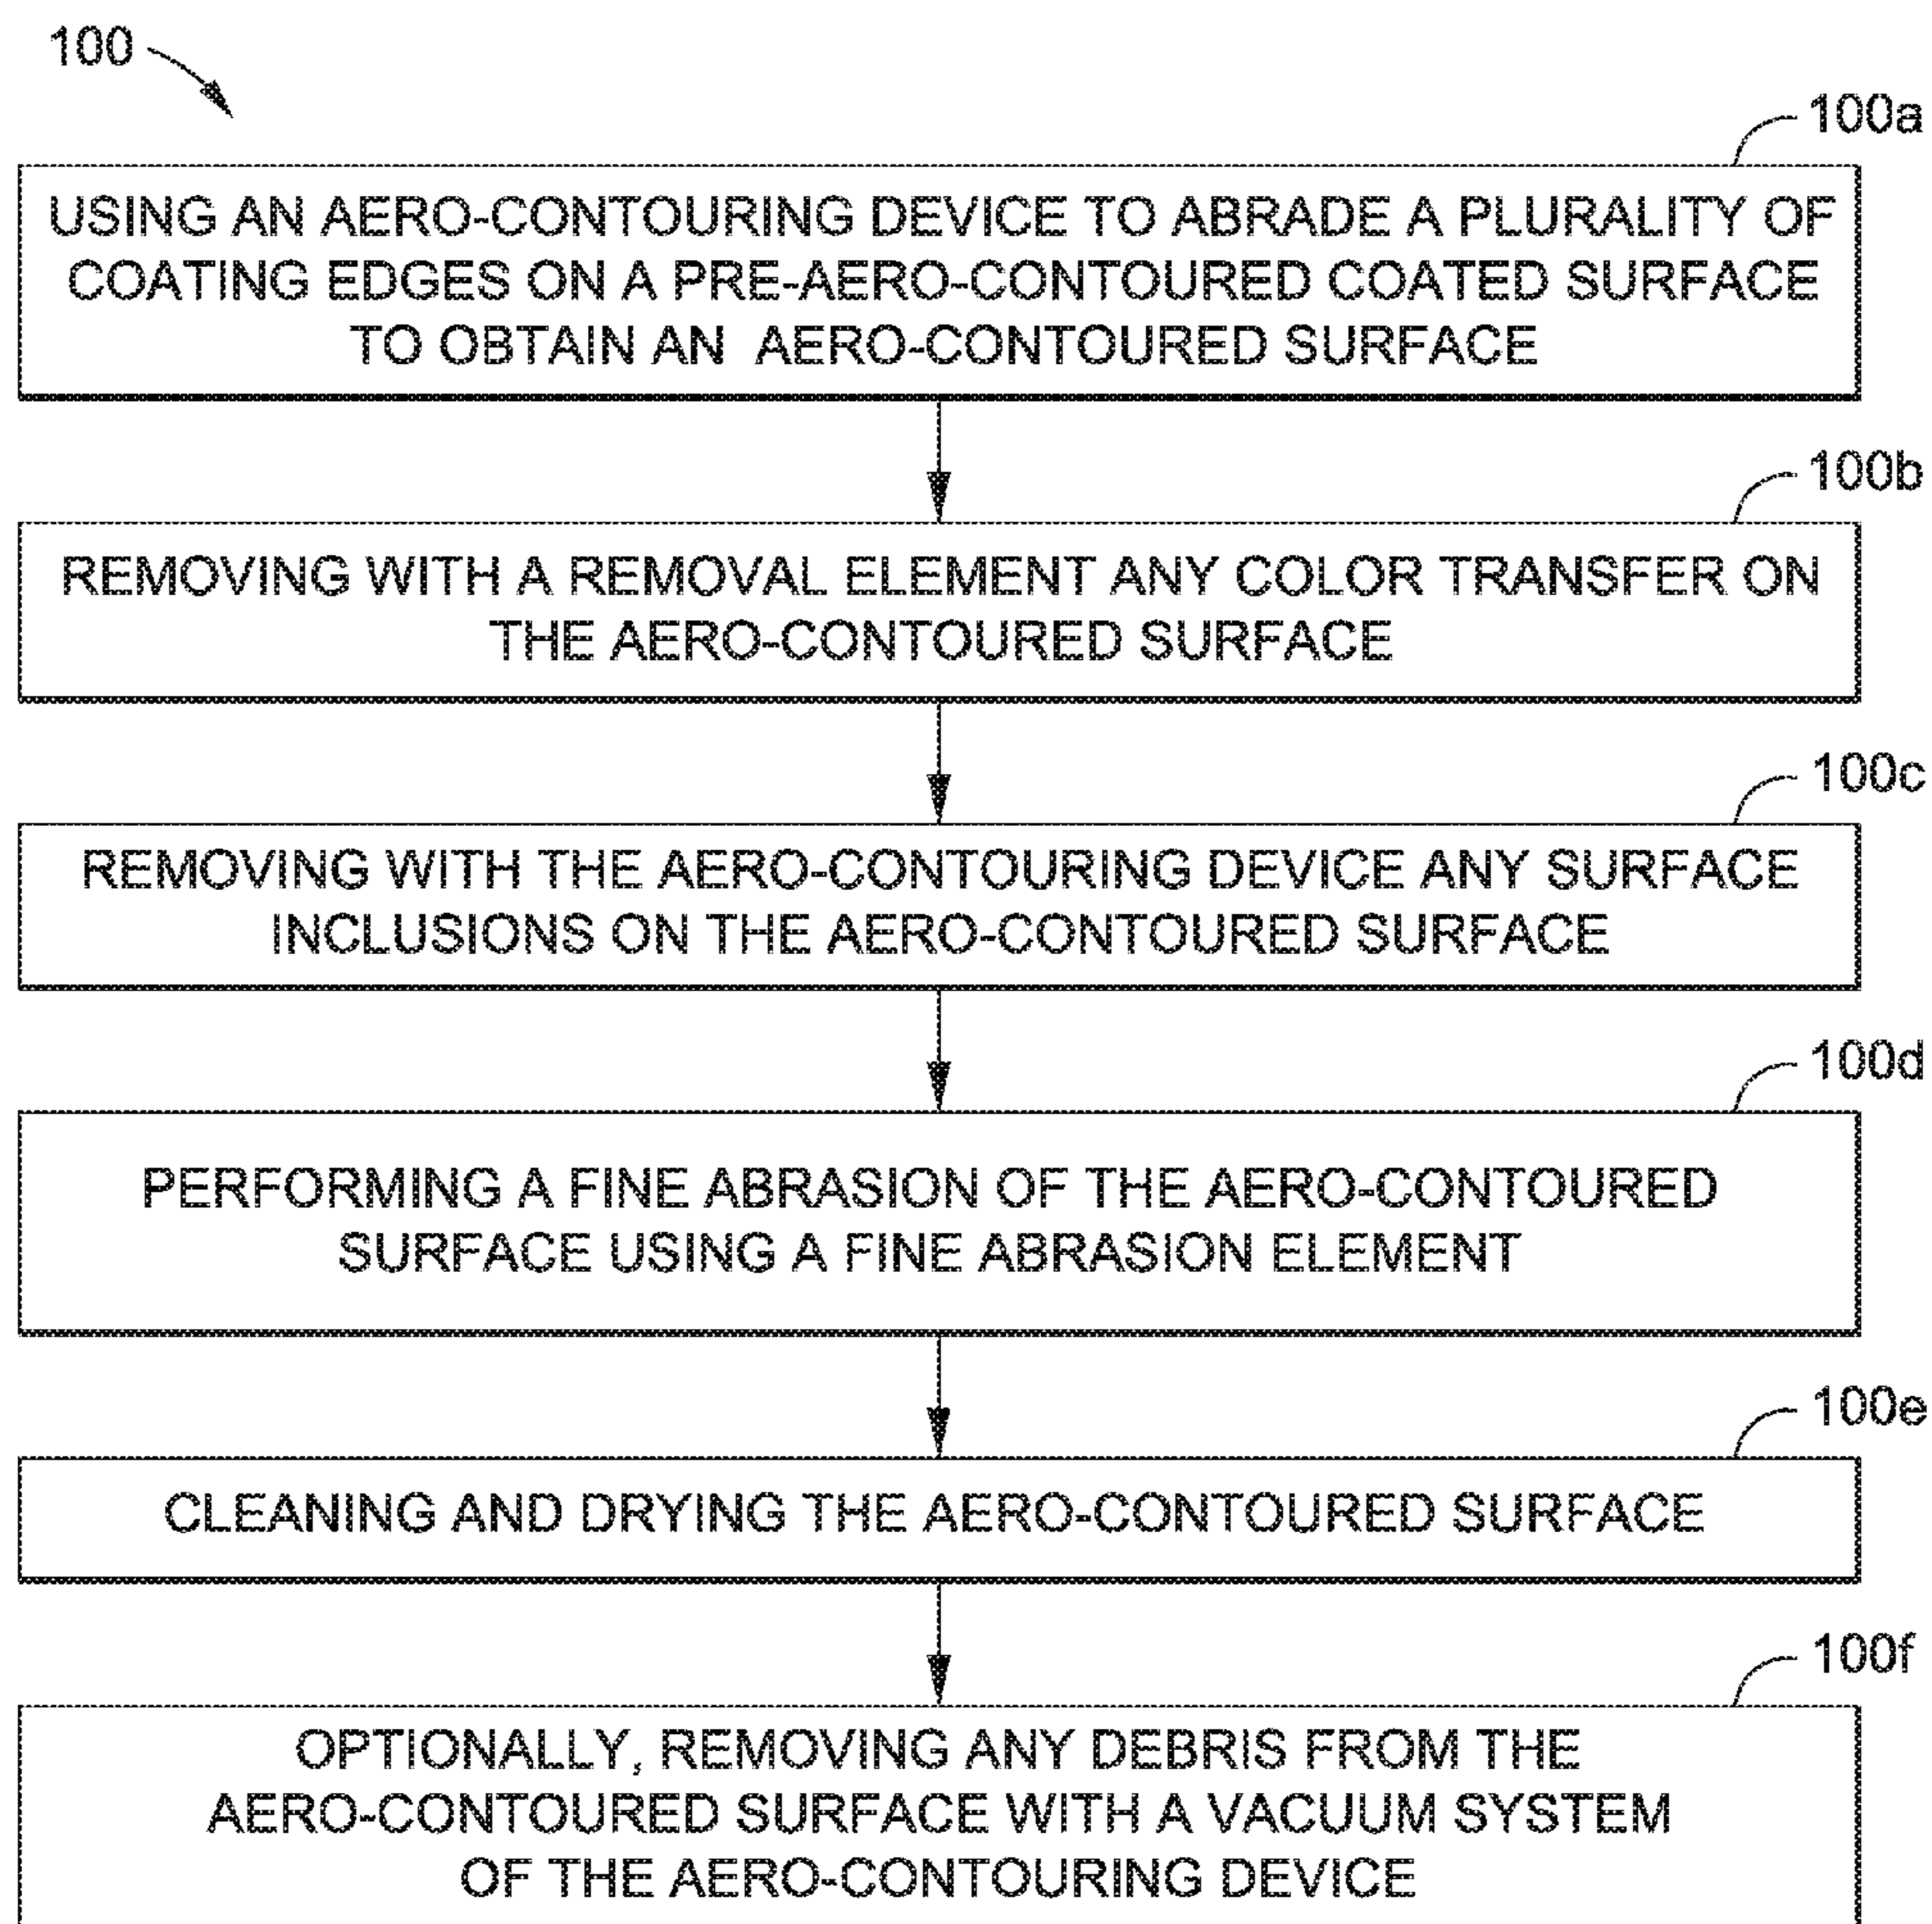 100
100a
USING AN AERO-CONTOURING DEVICE TO ABRADE A PLURALITY OF
COATING EDGES ON A PRE-AERO-CONTOURED COATED SURFACE
TO OBTAIN AN AERO-CONTOURED SURFACE
100b
REMOVING WITH A REMOVAL ELEMENT ANY COLOR TRANSFER ON
THE AERO-CONTOURED SURFACE
100c
REMOVING WITH THE AERO-CONTOURING DEVICE ANY SURFACE
INCLUSIONS ON THE AERO-CONTOURED SURFACE
100d
PERFORMING A FINE ABRASION OF THE AERO-CONTOURED
SURFACE USING A FINE ABRASION ELEMENT
100e
CLEANING AND DRYING THE AERO-CONTOURED SURFACE
100f
OPTIONALLY, REMOVING ANY DEBRIS FROM THE
AERO-CONTOURED SURFACE WITH A VACUUM SYSTEM
OF THE AERO-CONTOURING DEVICE